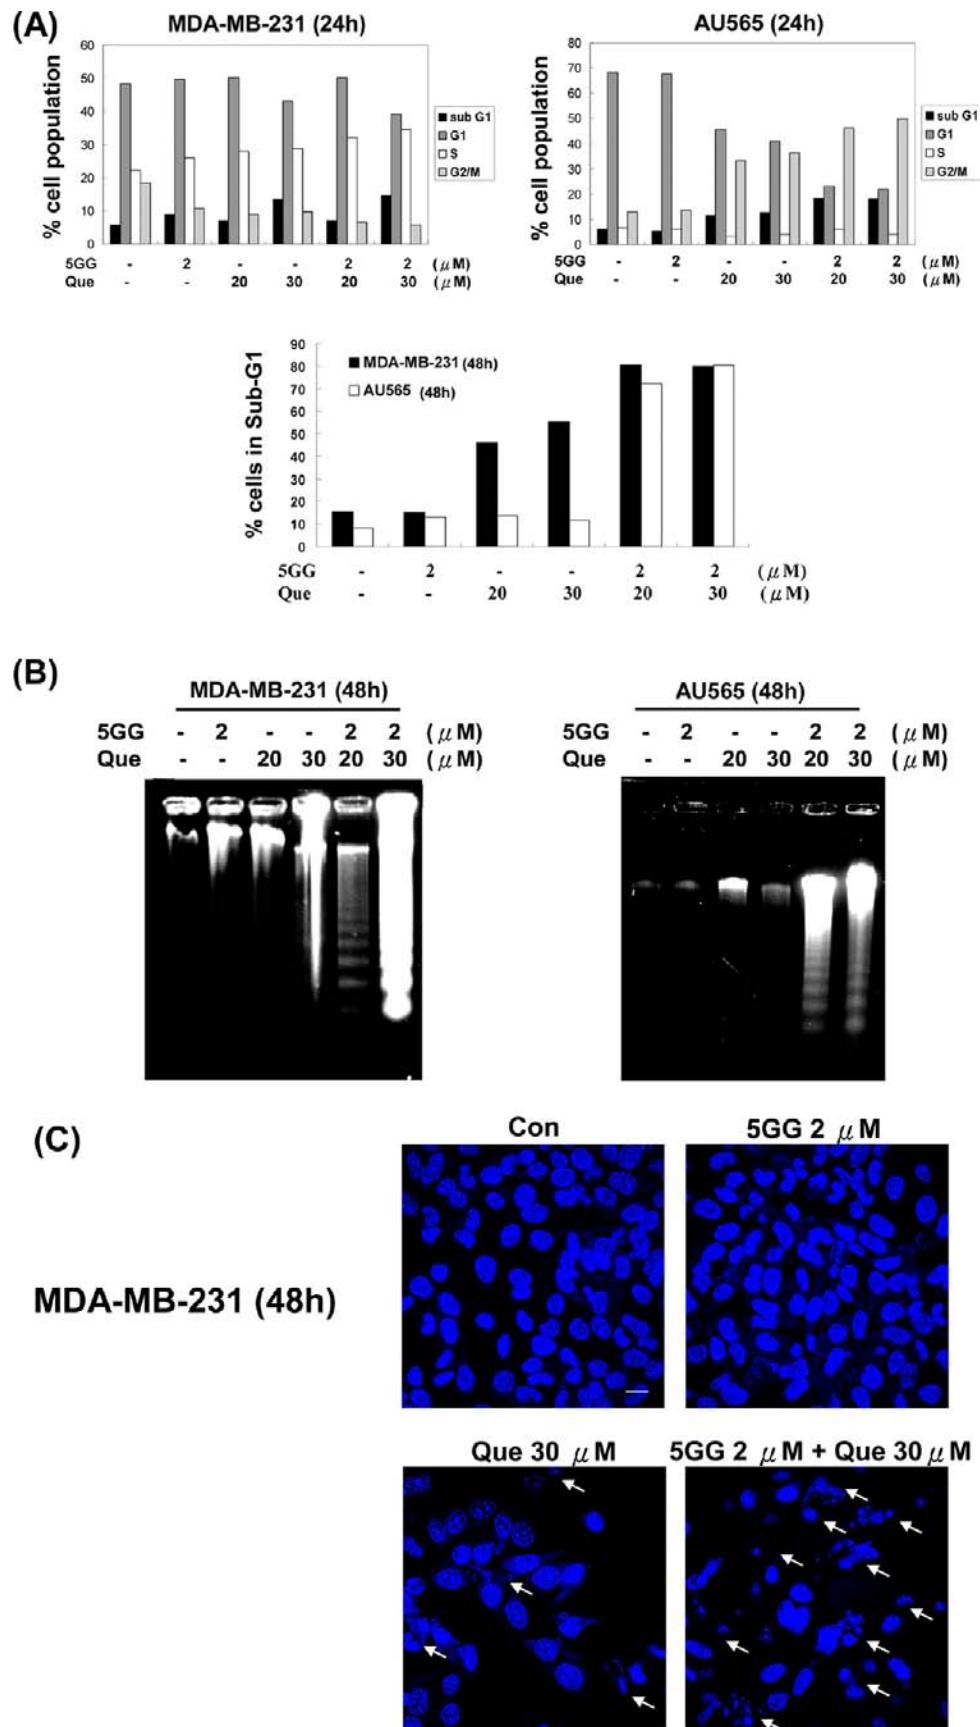 (A)
MDA-MB-231 (24h)
AU565 (24h)
% cell population
60
50
40
30
20
10
0
sub G1
G1
S
G2/M
5GG - 2 - - 2 2 (μM)
Que - - 20 30 20 30 (μM)
% cell population
80
70
60
50
40
30
20
10
0
sub G1
G1
S
G2/M
5GG - 2 - - 2 2 (μM)
Que - - 20 30 20 30 (μM)
% cells in Sub-G1
90
80
70
60
50
40
30
20
10
0
MDA-MB-231 (48h)
AU565 (48h)
5GG - 2 - - 2 2 (μM)
Que - - 20 30 20 30 (μM)
(B)
MDA-MB-231 (48h)
5GG - 2 - - 2 2 (μM)
Que - - 20 30 20 30 (μM)
AU565 (48h)
5GG - 2 - - 2 2 (μM)
Que - - 20 30 20 30 (μM)
(C)
Con
5GG 2 μM
MDA-MB-231 (48h)
Que 30 μM
5GG 2 μM + Que 30 μM